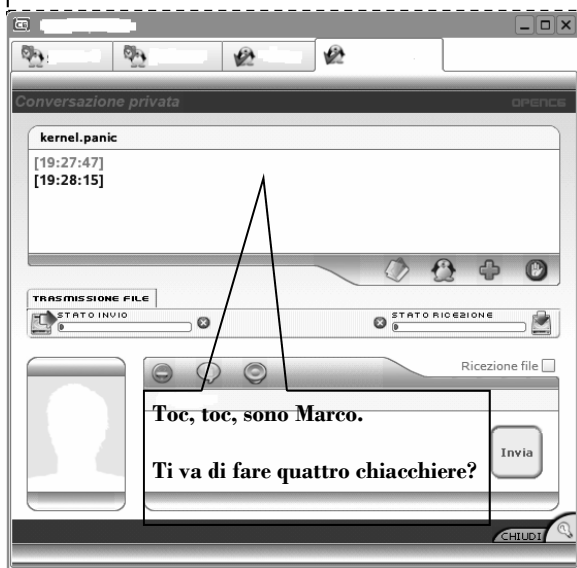 Conversazione privata
OPENC6
kernel.panic
[19:27:47]
[19:28:15]
TRASMISSIONE FILE
STATO INVIO
STATO RICEZIONE
Ricezione file
Toc, toc, sono Marco.
Ti va di fare quattro chiacchiere?
Invia
CHIUDI